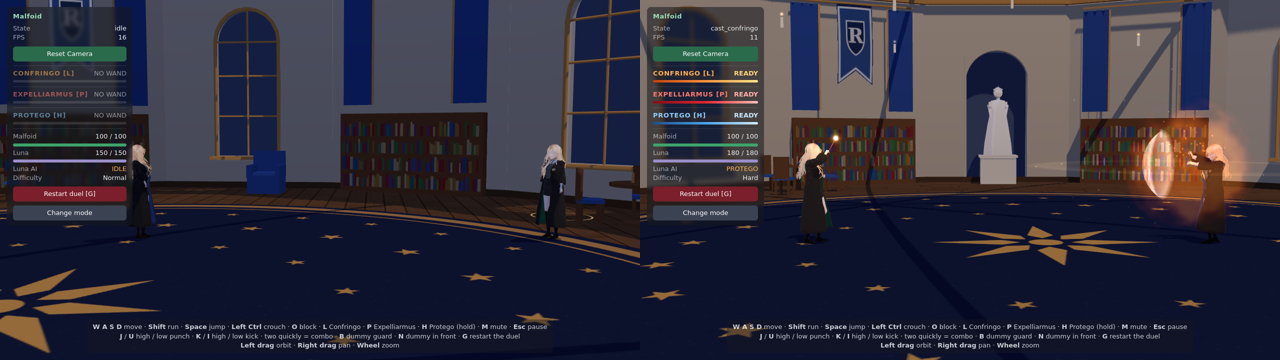 Malfoid
State idle
FPS 16
Reset Camera
CONFRINGO [L] NO WAND
EXPELLIARMUS [P] NO WAND
PROTEGO [H] NO WAND
Malfoid 100 / 100
Luna 150 / 150
Luna AI IDLE
Difficulty Normal
Restart duel [G]
Change mode
W A S D move · Shift run · Space jump · Left Ctrl crouch · O block · L Confringo · P Expelliarmus · H Protego (hold) · M mute · Esc pause
J / U high / low punch · K / I high / low kick · two quickly = combo · B dummy guard · N dummy in front · G restart the duel
Left drag orbit · Right drag pan · Wheel zoom
Malfoid
State cast_confringo
FPS 11
Reset Camera
CONFRINGO [L] READY
EXPELLIARMUS [P] READY
PROTEGO [H] READY
Malfoid 100 / 100
Luna 180 / 180
Luna AI PROTEGO
Difficulty Hard
Restart duel [G]
Change mode
R
W A S D move · Shift run · Space jump · Left Ctrl crouch · O block · L Confringo · P Expelliarmus · H Protego (hold) · M mute · Esc pause
J / U high / low punch · K / I high / low kick · two quickly = combo · B dummy guard · N dummy in front · G restart the duel
Left drag orbit · Right drag pan · Wheel zoom